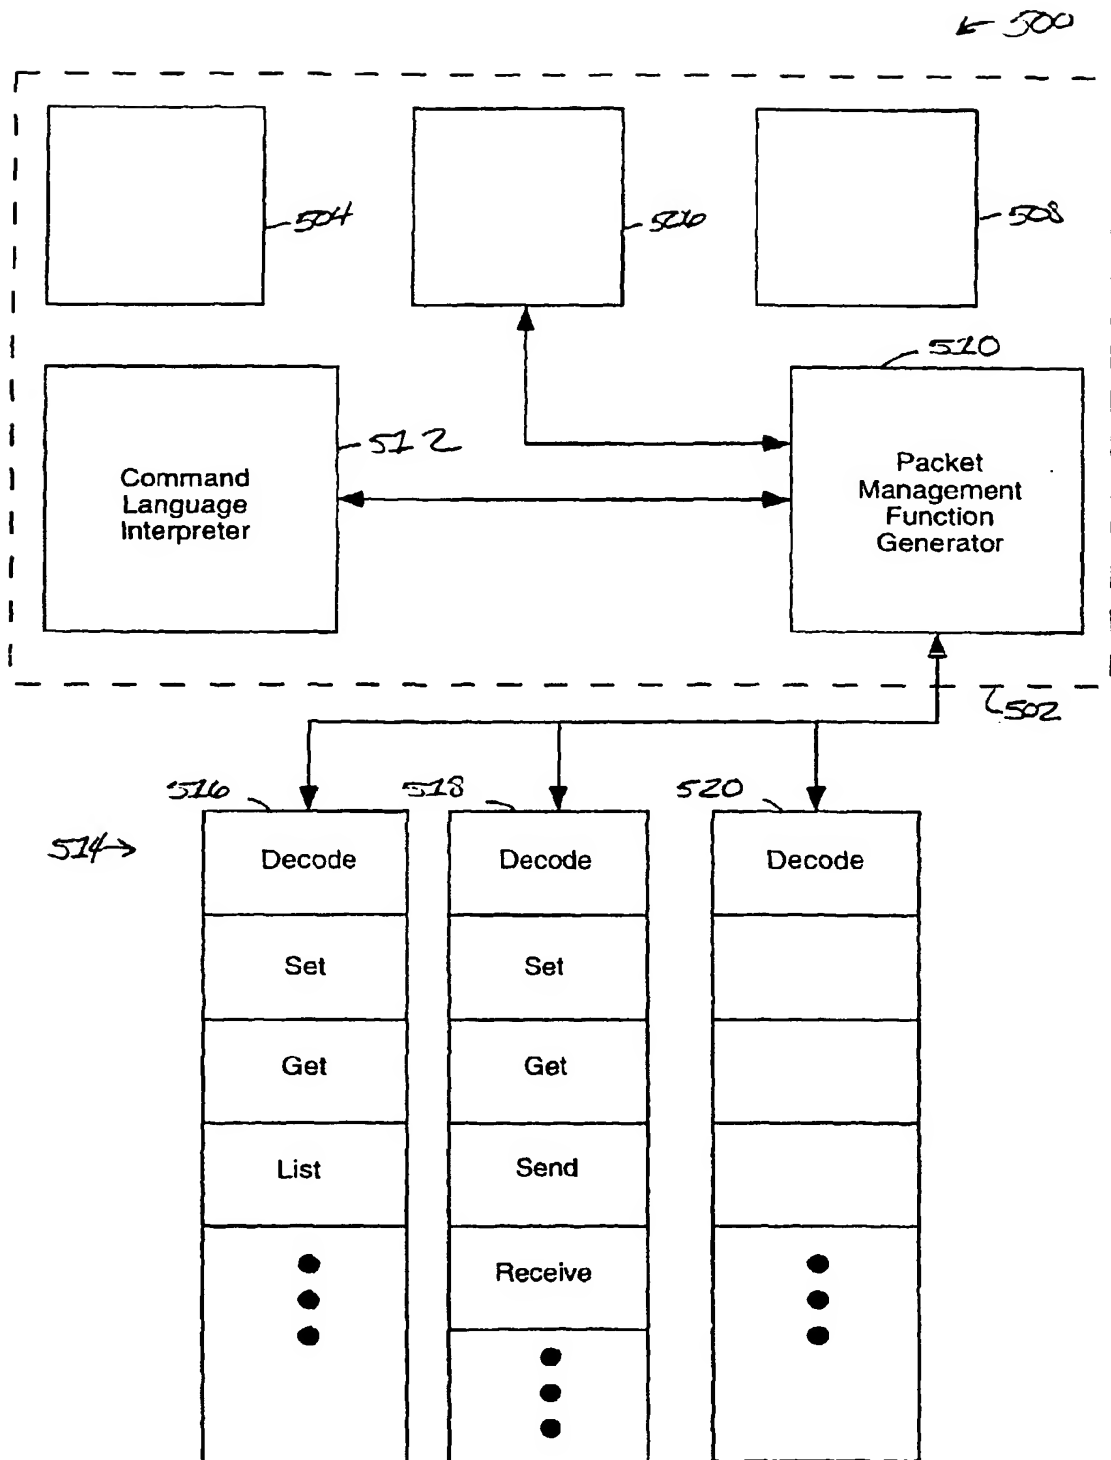 500
504
506
508
510
512
Command
Language
Interpreter
Packet
Management
Function
Generator
502
514
516
518
520
Decode
Set
Get
List
Decode
Set
Get
Send
Receive
Decode